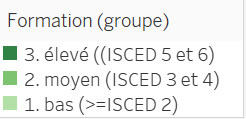 Formation (groupe)
3. élevé ((ISCED 5 et 6)
2. moyen (ISCED 3 et 4)
1. bas (>=ISCED 2)